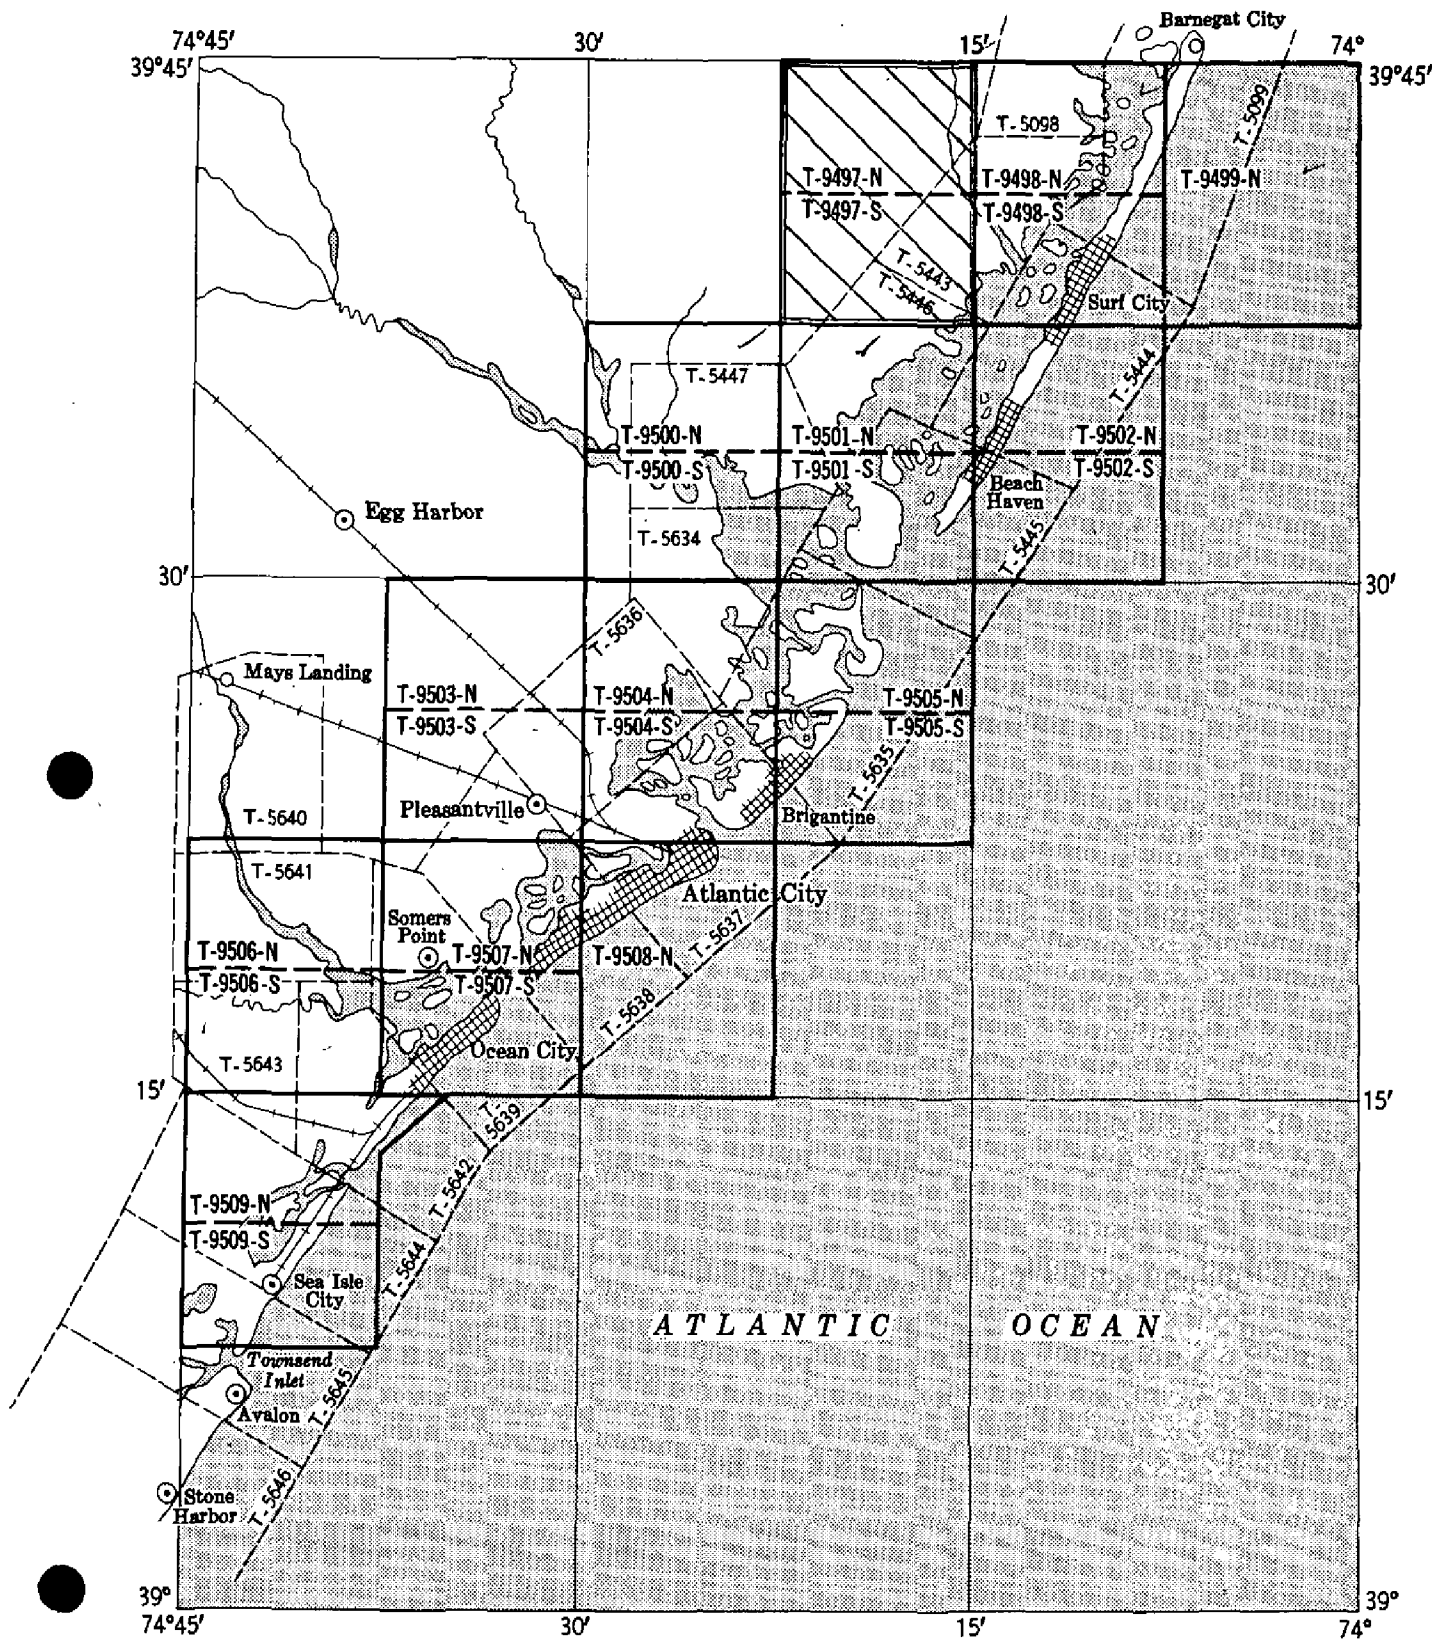 Barnegat City
74°45'
30'
15'
74°
39°45'
39°45'
T-5098
T-5099
T-9497-N
T-9498-N
T-9499-N
T-9497-S
T-9498-S
T-5443
T-5446
Surf City
T-5444
T-5447
T-9500-N
T-9501-N
T-9502-N
T-9500-S
T-9501-S
T-9502-S
Beach
Haven
Egg Harbor
T-5634
T-5445
30'
30'
T-5636
Mays Landing
T-9503-N
T-9504-N
T-9505-N
T-9503-S
T-9504-S
T-9505-S
T-5635
Pleasantville
Brigantine
T-5640
T-5641
Atlantic City
Somers
Point
T-5637
T-9506-N
T-9507-N
T-9508-N
T-9506-S
T-9507-S
T-5638
Ocean City
T-5643
15'
15'
T-
5639
T-5642
T-9509-N
T-9509-S
T-5644
Sea Isle
City
ATLANTIC OCEAN
Townsend
Inlet
T-5645
Avalon
T-5646
Stone
Harbor
39°
39°
74°45'
30'
15'
74°